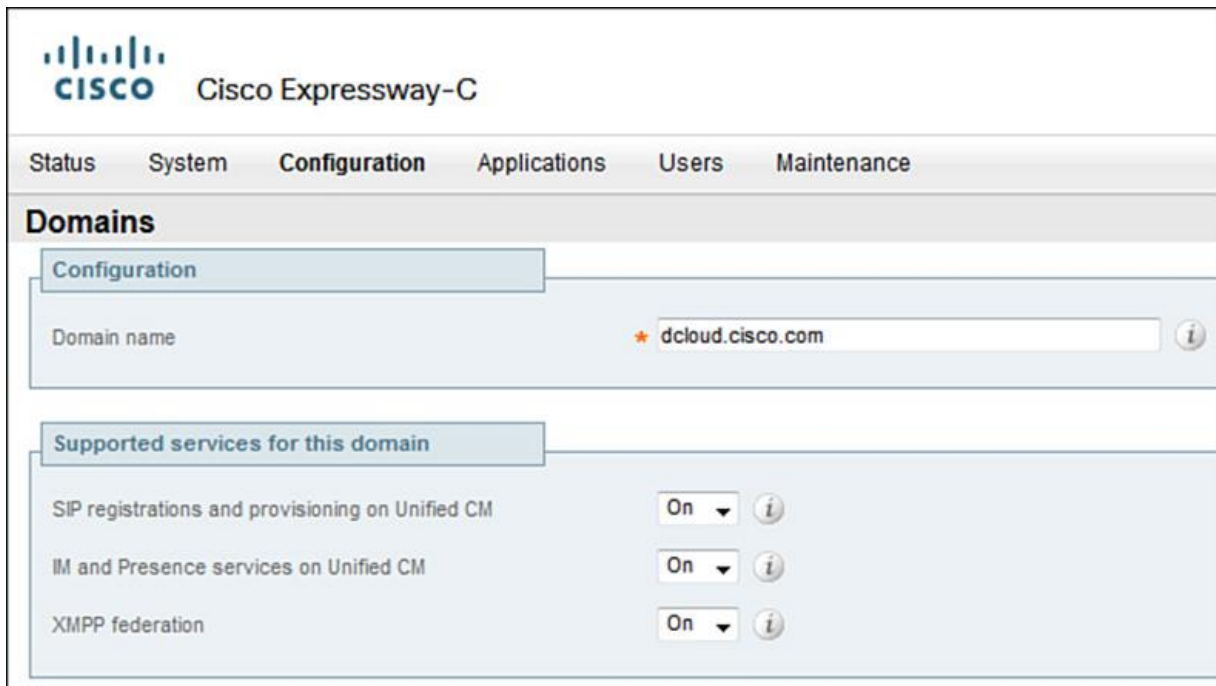 CISCO Cisco Expressway-C
Status System Configuration Applications Users Maintenance
Domains
Configuration
Domain name * dcloud.cisco.com i
Supported services for this domain
SIP registrations and provisioning on Unified CM On i
IM and Presence services on Unified CM On i
XMPP federation On i